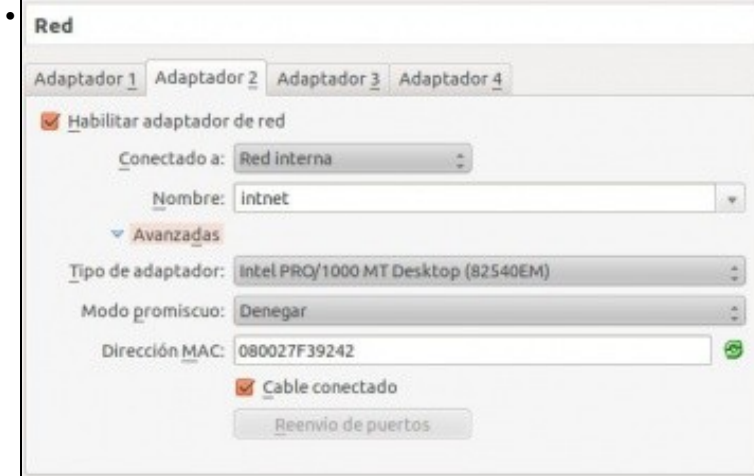 Red
Adaptador 1 Adaptador 2 Adaptador 3 Adaptador 4
Habilitar adaptador de red
Conectado a: Red interna
Nombre: intnet
Avanzadas
Tipo de adaptador: Intel PRO/1000 MT Desktop (82540EM)
Modo promiscuo: Denegar
Dirección MAC: 080027F39242
Cable conectado
Reenvío de puertos